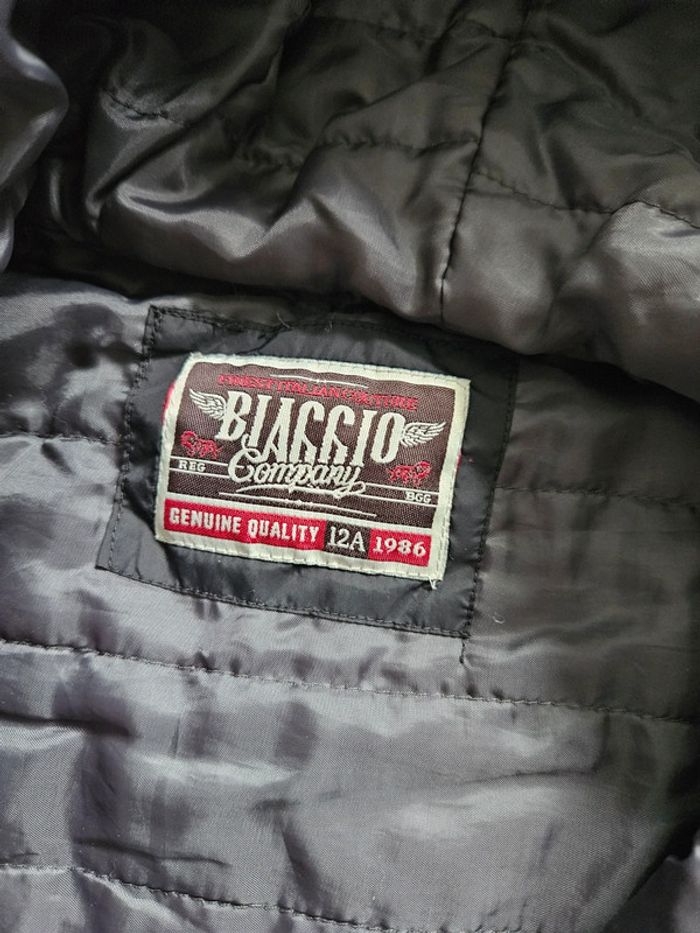 FINEST ITALIAN COUTURE
BIAGGIO
Company
REG
BGG
GENUINE QUALITY 12A 1986